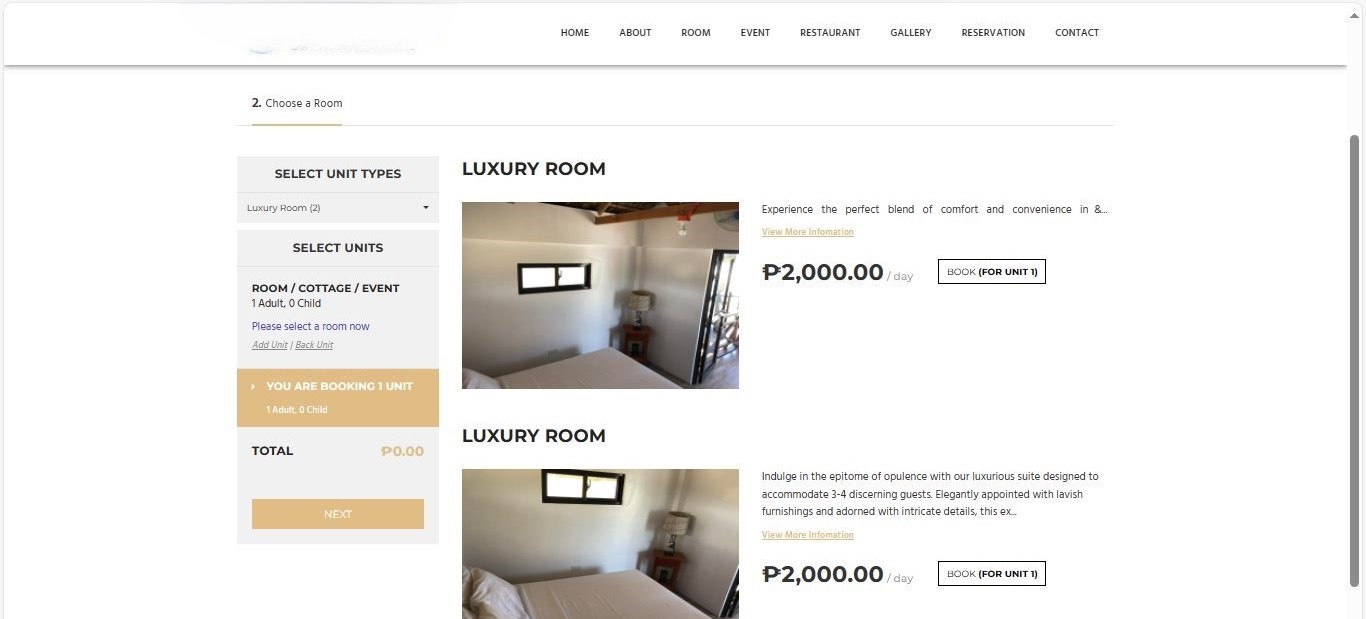 HOME ABOUT ROOM EVENT RESTAURANT GALLERY RESERVATION CONTACT
2. Choose a Room
SELECT UNIT TYPES
Luxury Room (2)
SELECT UNITS
ROOM / COTTAGE / EVENT
1 Adult, 0 Child
Please select a room now
Add Unit / Back Unit
YOU ARE BOOKING 1 UNIT
1 Adult, 0 Child
TOTAL ₱0.00
NEXT
LUXURY ROOM
Experience the perfect blend of comfort and convenience in &...
View More Infomation
₱2,000.00 / day BOOK (FOR UNIT 1)
LUXURY ROOM
Indulge in the epitome of opulence with our luxurious suite designed to
accommodate 3-4 discerning guests. Elegantly appointed with lavish
furnishings and adorned with intricate details, this ex...
View More Infomation
₱2,000.00 / day BOOK (FOR UNIT 1)